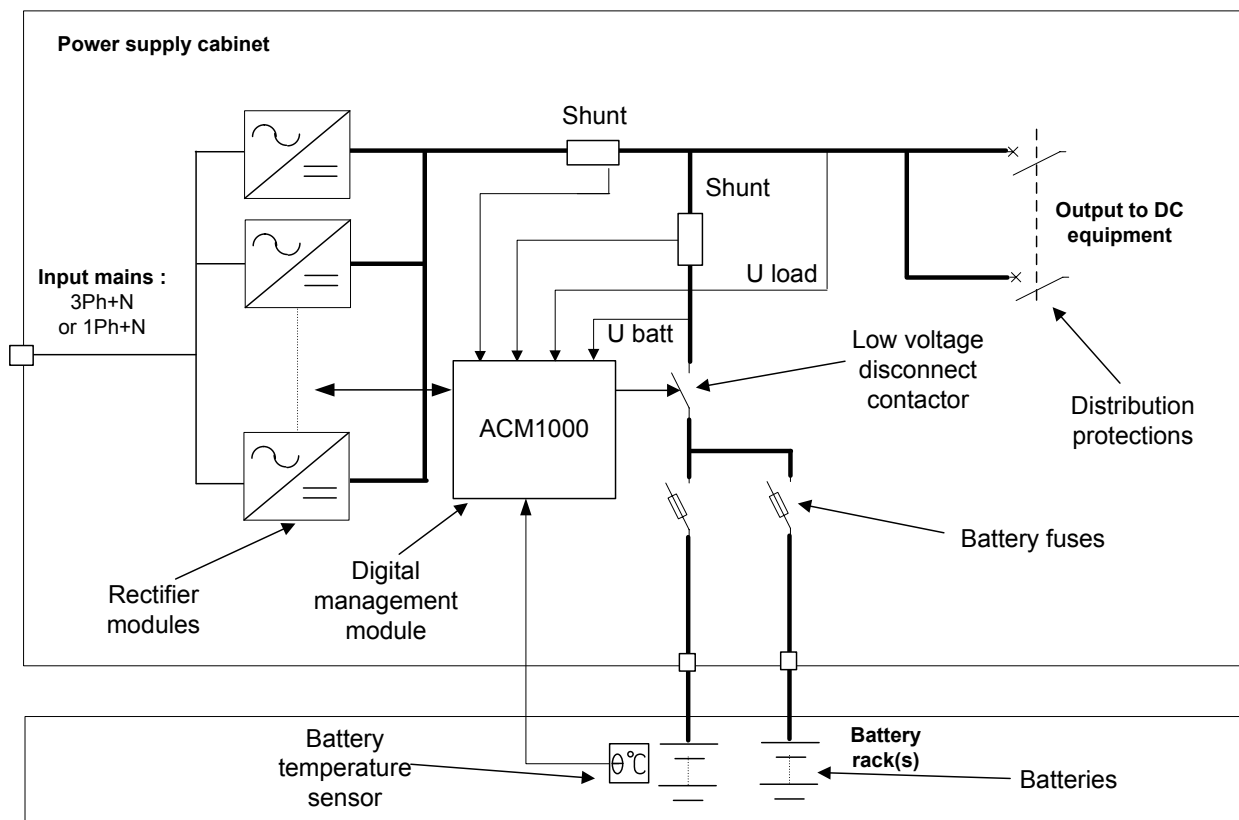 Power supply cabinet
Shunt
Shunt
Output to DC
equipment
Input mains :
3Ph+N
or 1Ph+N
U load
U batt
Low voltage
disconnect
contactor
Distribution
protections
ACM1000
Battery fuses
Rectifier
modules
Digital
management
module
Battery
temperature
sensor
θ°C
Battery
rack(s)
Batteries